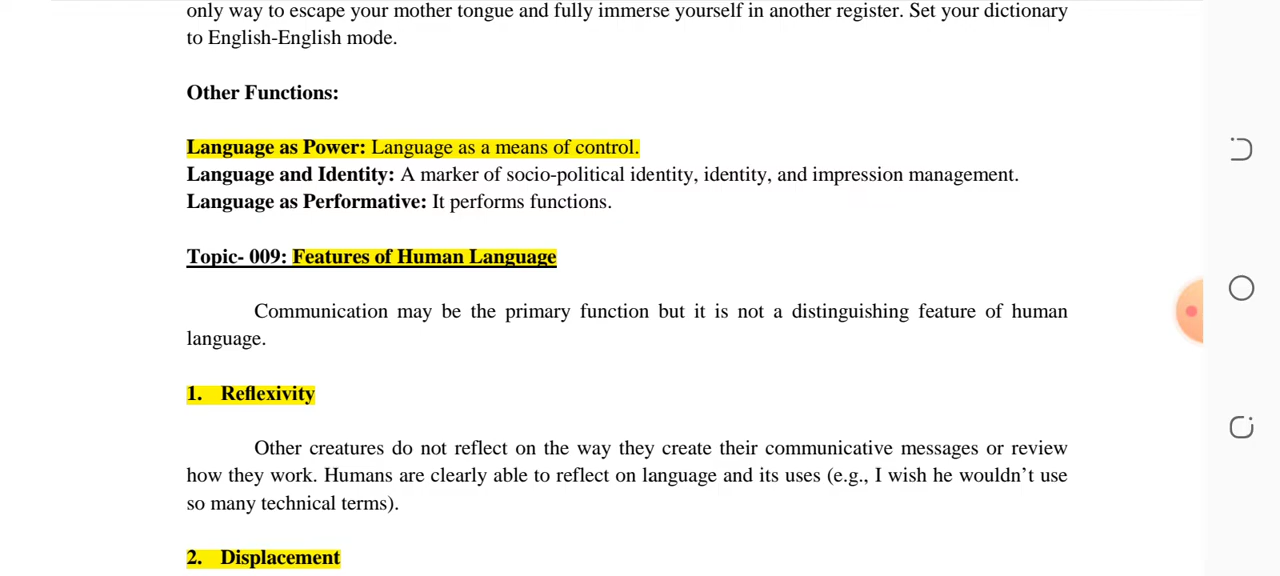 only way to escape your mother tongue and fully immerse yourself in another register. Set your dictionary
to English-English mode.
Other Functions:
Language as Power: Language as a means of control.
Language and Identity: A marker of socio-political identity, identity, and impression management.
Language as Performative: It performs functions.
Topic- 009: Features of Human Language
Communication may be the primary function but it is not a distinguishing feature of human
language.
1. Reflexivity
Other creatures do not reflect on the way they create their communicative messages or review
how they work. Humans are clearly able to reflect on language and its uses (e.g., I wish he wouldn’t use
so many technical terms).
2. Displacement